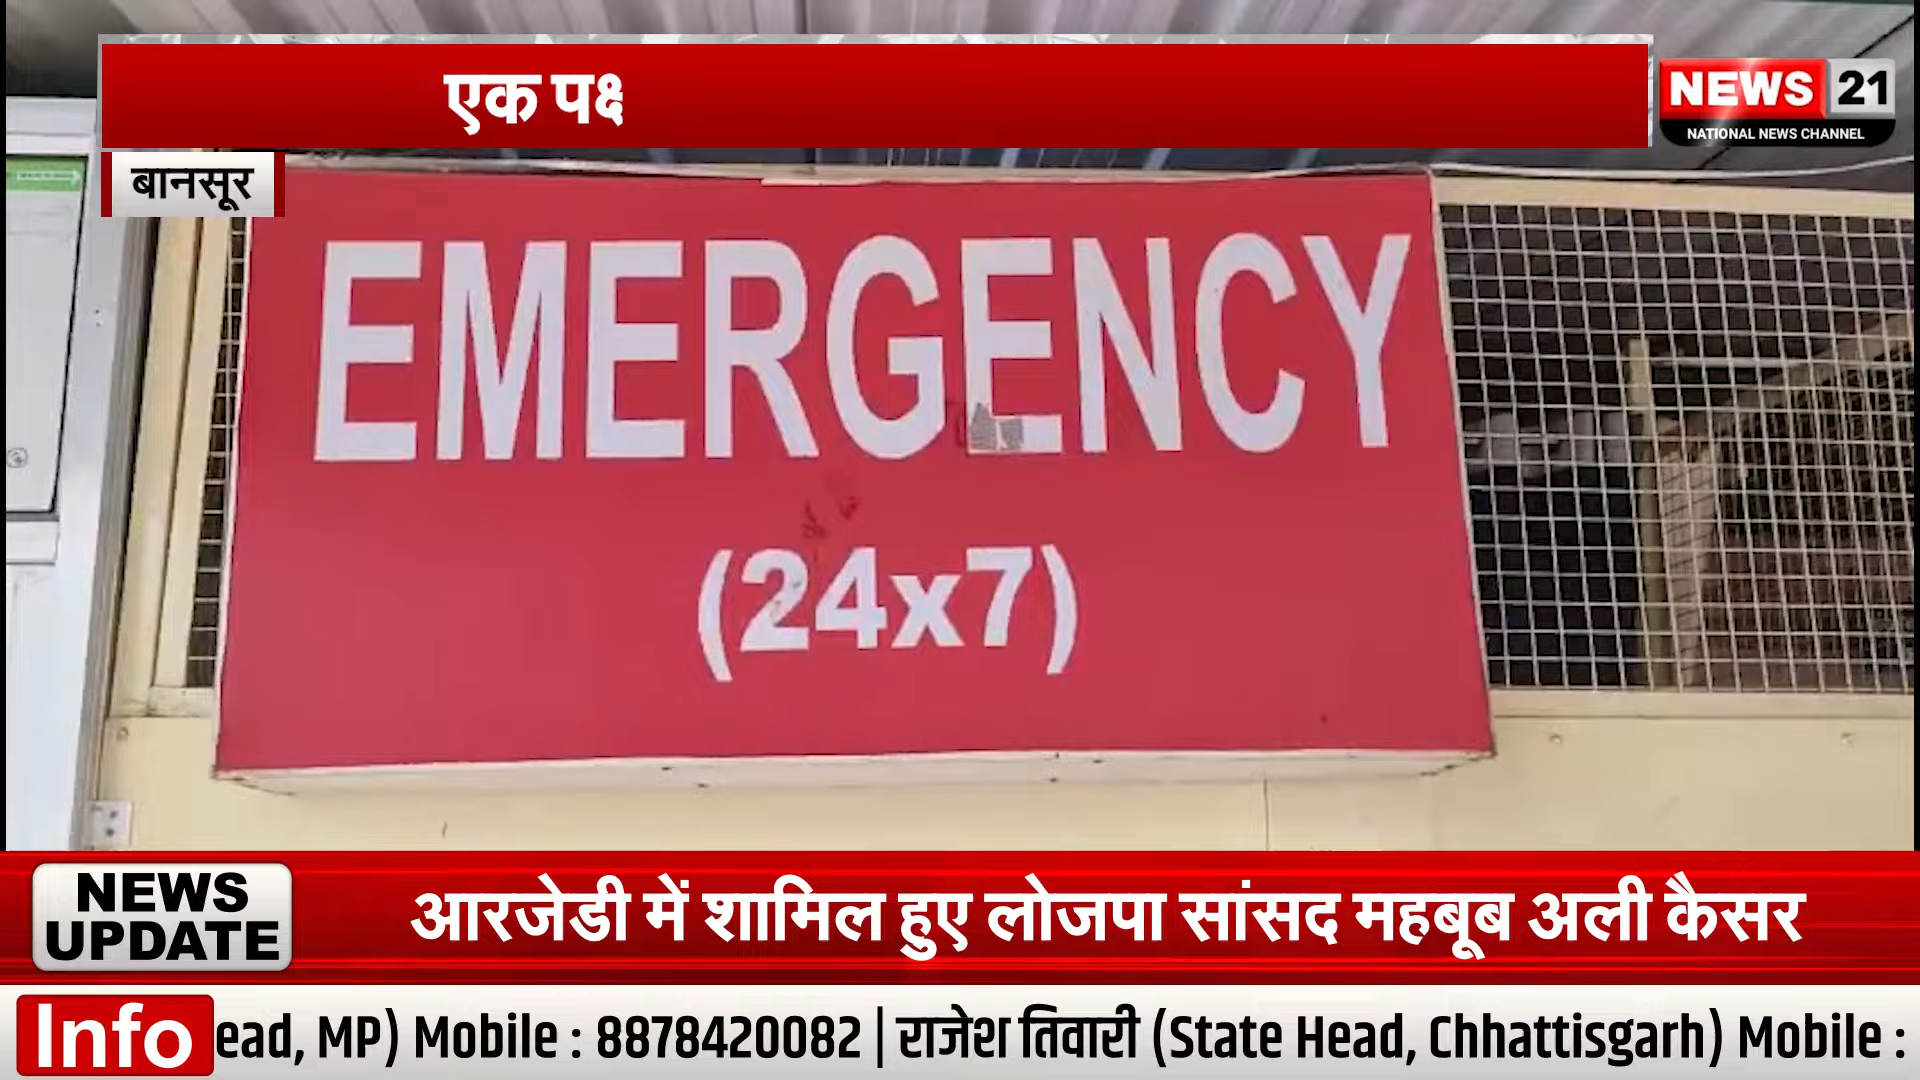 एक पक्ष
NEWS 21
NATIONAL NEWS CHANNEL
बानसूर
EMERGENCY
(24x7)
NEWS
UPDATE
आरजेडी में शामिल हुए लोजपा सांसद महबूब अली कैसर
Info
ead, MP) Mobile : 8878420082 | राजेश तिवारी (State Head, Chhattisgarh) Mobile :